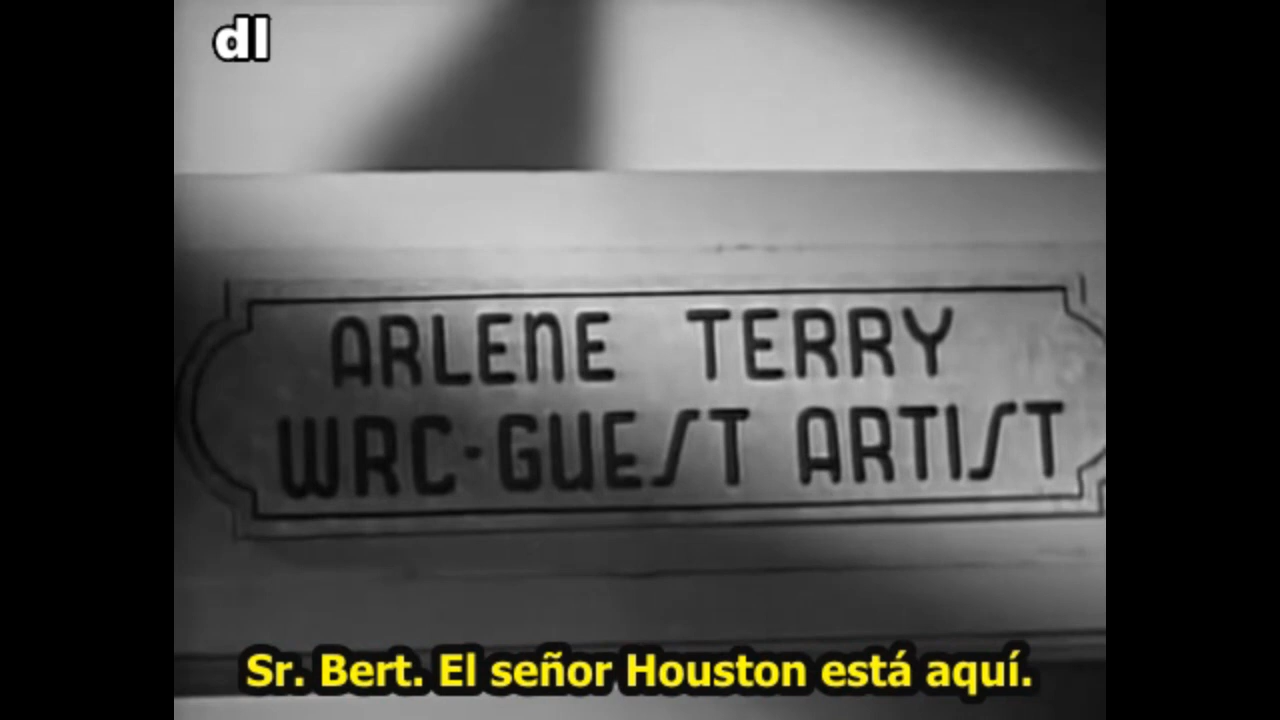 dl
ARLENE TERRY
WRC-GUEST ARTIST
Sr. Bert. El señor Houston está aquí.